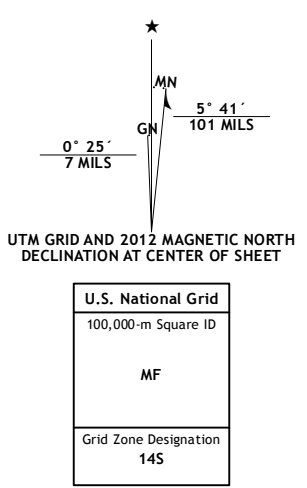 MN
5° 41´
101 MILS
GN
0° 25´
7 MILS
UTM GRID AND 2012 MAGNETIC NORTH
DECLINATION AT CENTER OF SHEET
U.S. National Grid
100,000-m Square ID
MF
Grid Zone Designation
14S